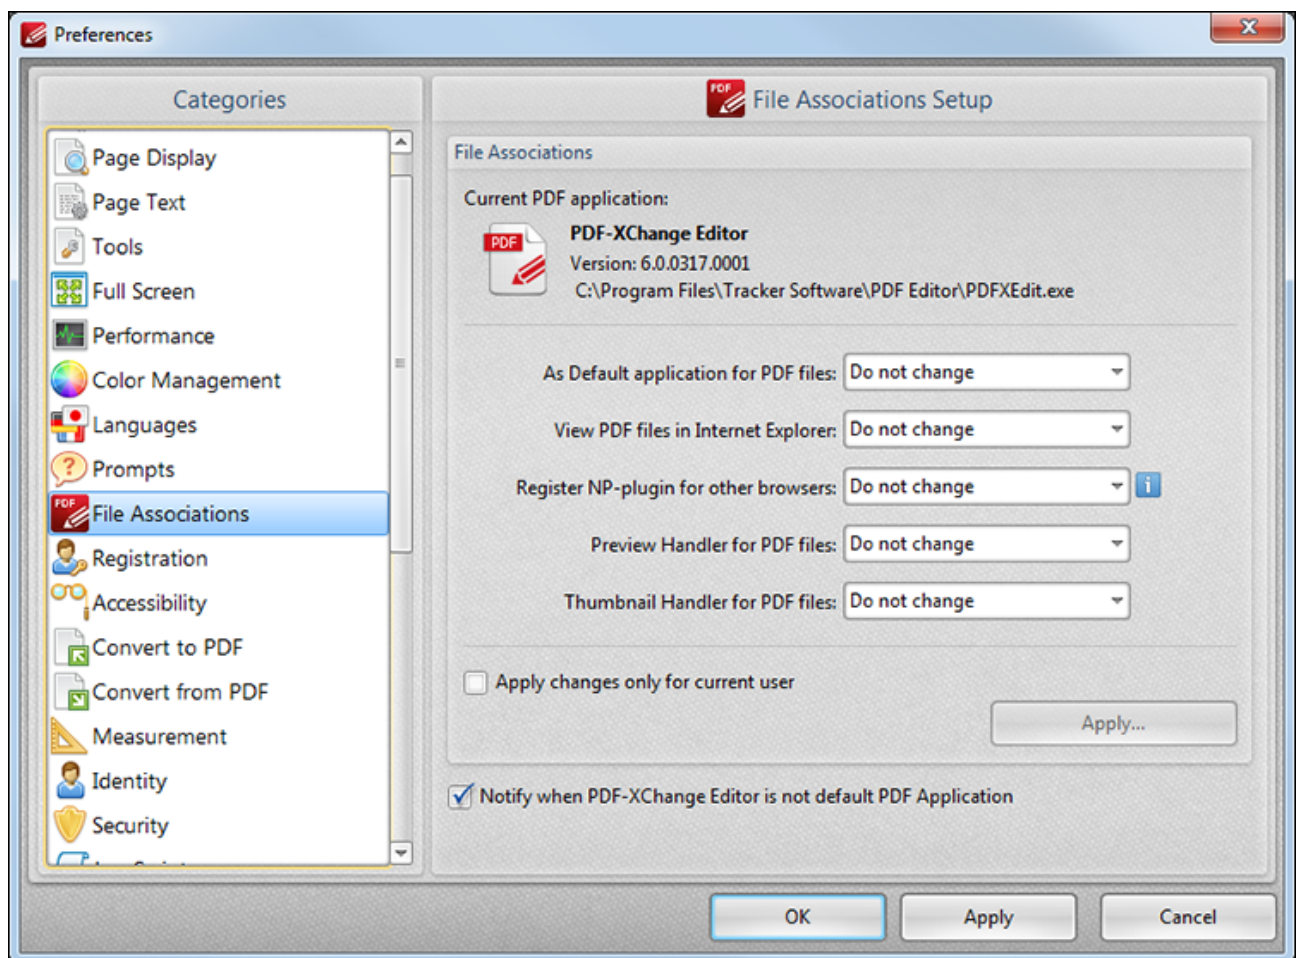 Preferences
Categories
Page Display
Page Text
Tools
Full Screen
Performance
Color Management
Languages
Prompts
PDF
File Associations
Registration
Accessibility
Convert to PDF
Convert from PDF
Measurement
Identity
Security
PDF
File Associations Setup
File Associations
Current PDF application:
PDF
PDF-XChange Editor
Version: 6.0.0317.0001
C:\Program Files\Tracker Software\PDF Editor\PDFXEdit.exe
As Default application for PDF files: Do not change
View PDF files in Internet Explorer: Do not change
Register NP-plugin for other browsers: Do not change i
Preview Handler for PDF files: Do not change
Thumbnail Handler for PDF files: Do not change
Apply changes only for current user
Apply...
Notify when PDF-XChange Editor is not default PDF Application
OK Apply Cancel